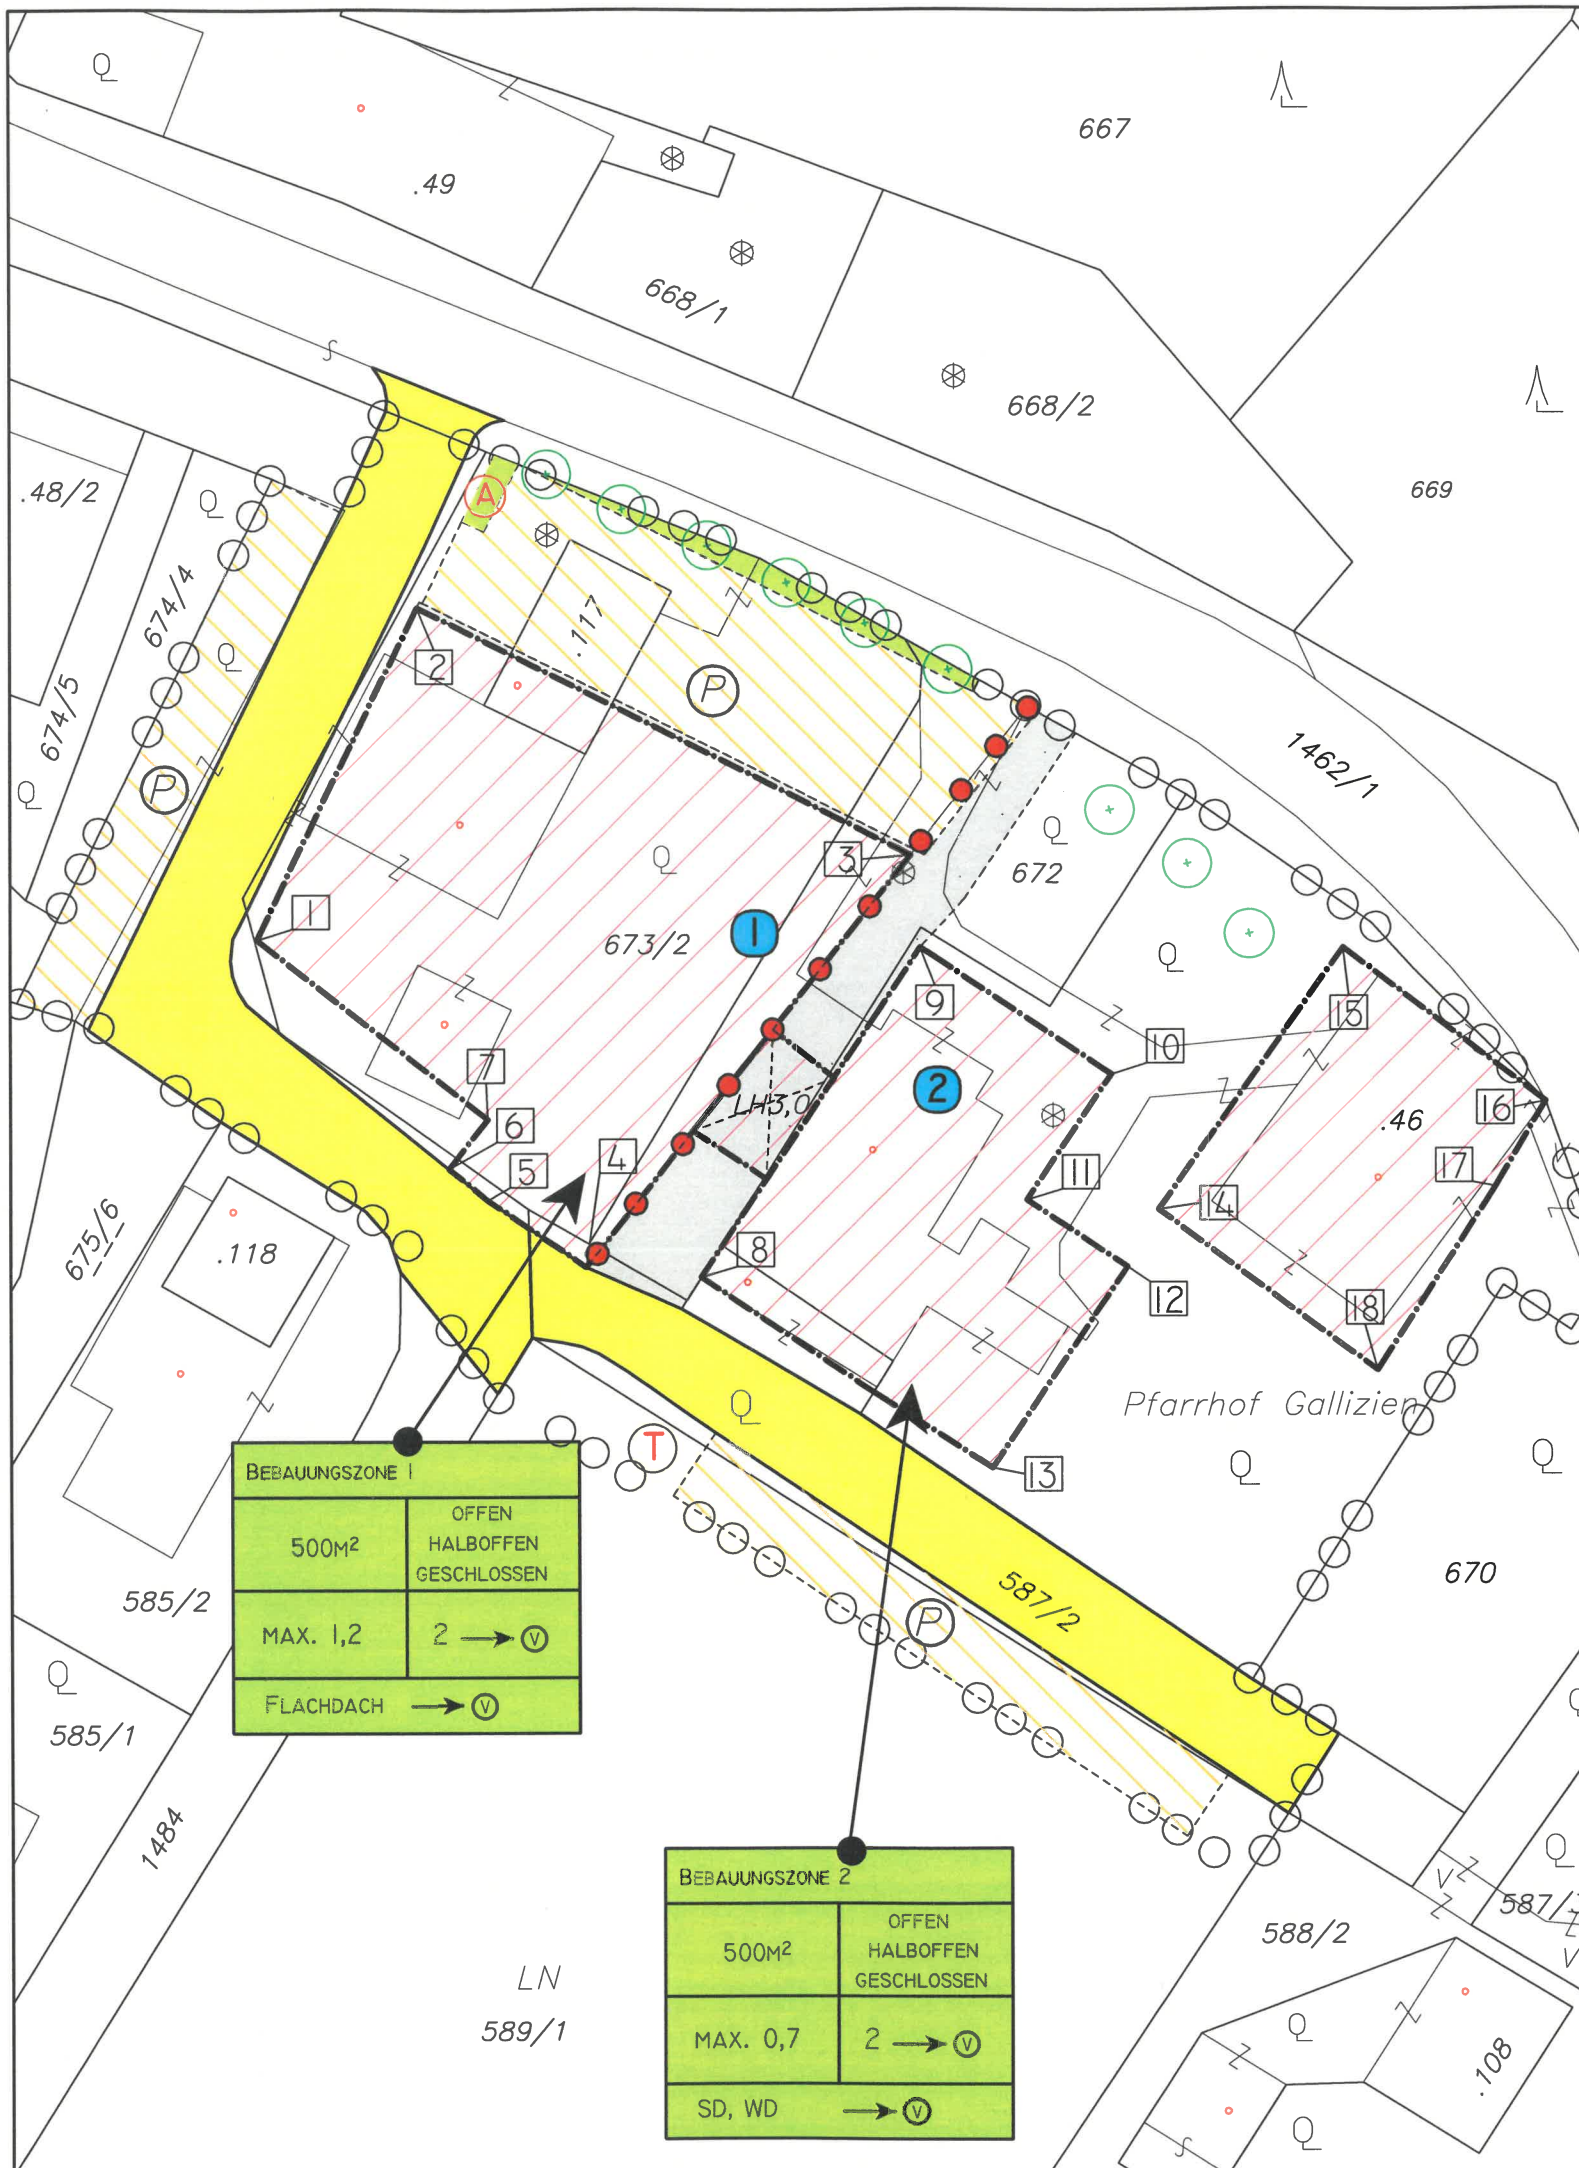 667
.49
668/1
668/2
669
.48/2
A
674/4
.117
2
P
674/5
P
1462/1
3
672
1
673/2
1
9
15
10
7
2
LH3,0
.46
16
6
4
11
17
5
14
675/6
.118
8
12
18
Pfarrhof Gallizien
T
13
BEBAUUNGSZONE 1
500M²
OFFEN
HALBOFFEN
GESCHLOSSEN
MAX. 1,2
2 → V
FLACHDACH → V
585/2
670
587/2
P
585/1
1484
BEBAUUNGSZONE 2
500M²
OFFEN
HALBOFFEN
GESCHLOSSEN
MAX. 0,7
2 → V
SD, WD → V
V
587/
588/2
V
LN
589/1
.108